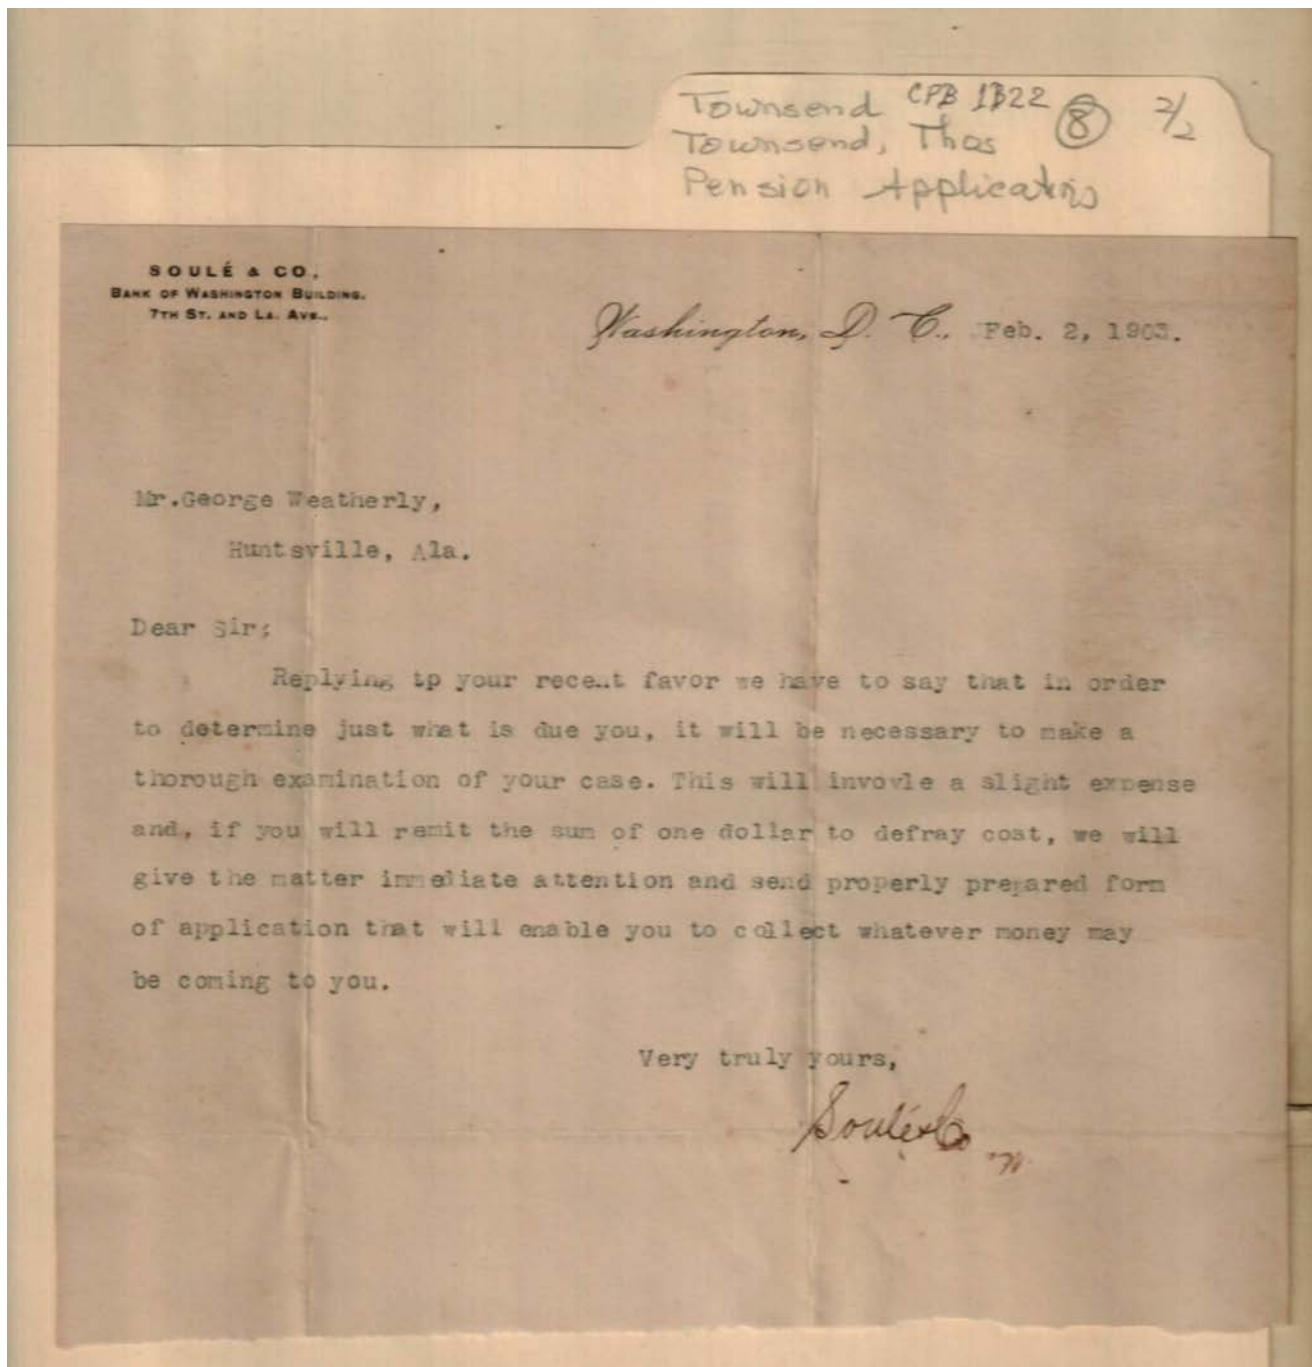 Townsend CPB 1B22 8 2/2
Townsend, Thos
Pension Applications
SOULÉ & CO.,
BANK OF WASHINGTON BUILDING.
7TH ST. AND LA. AVE.,
Washington, D. C., Feb. 2, 1903.
Mr.George Weatherly,
Huntsville, Ala.
Dear Sir;
Replying tp your recent favor we have to say that in order
to determine just what is due you, it will be necessary to make a
thorough examination of your case. This will invovle a slight expense
and, if you will remit the sum of one dollar to defray cost, we will
give the matter immediate attention and send properly prepared form
of application that will enable you to collect whatever money may
be coming to you.
Very truly yours,
Soulé & Co